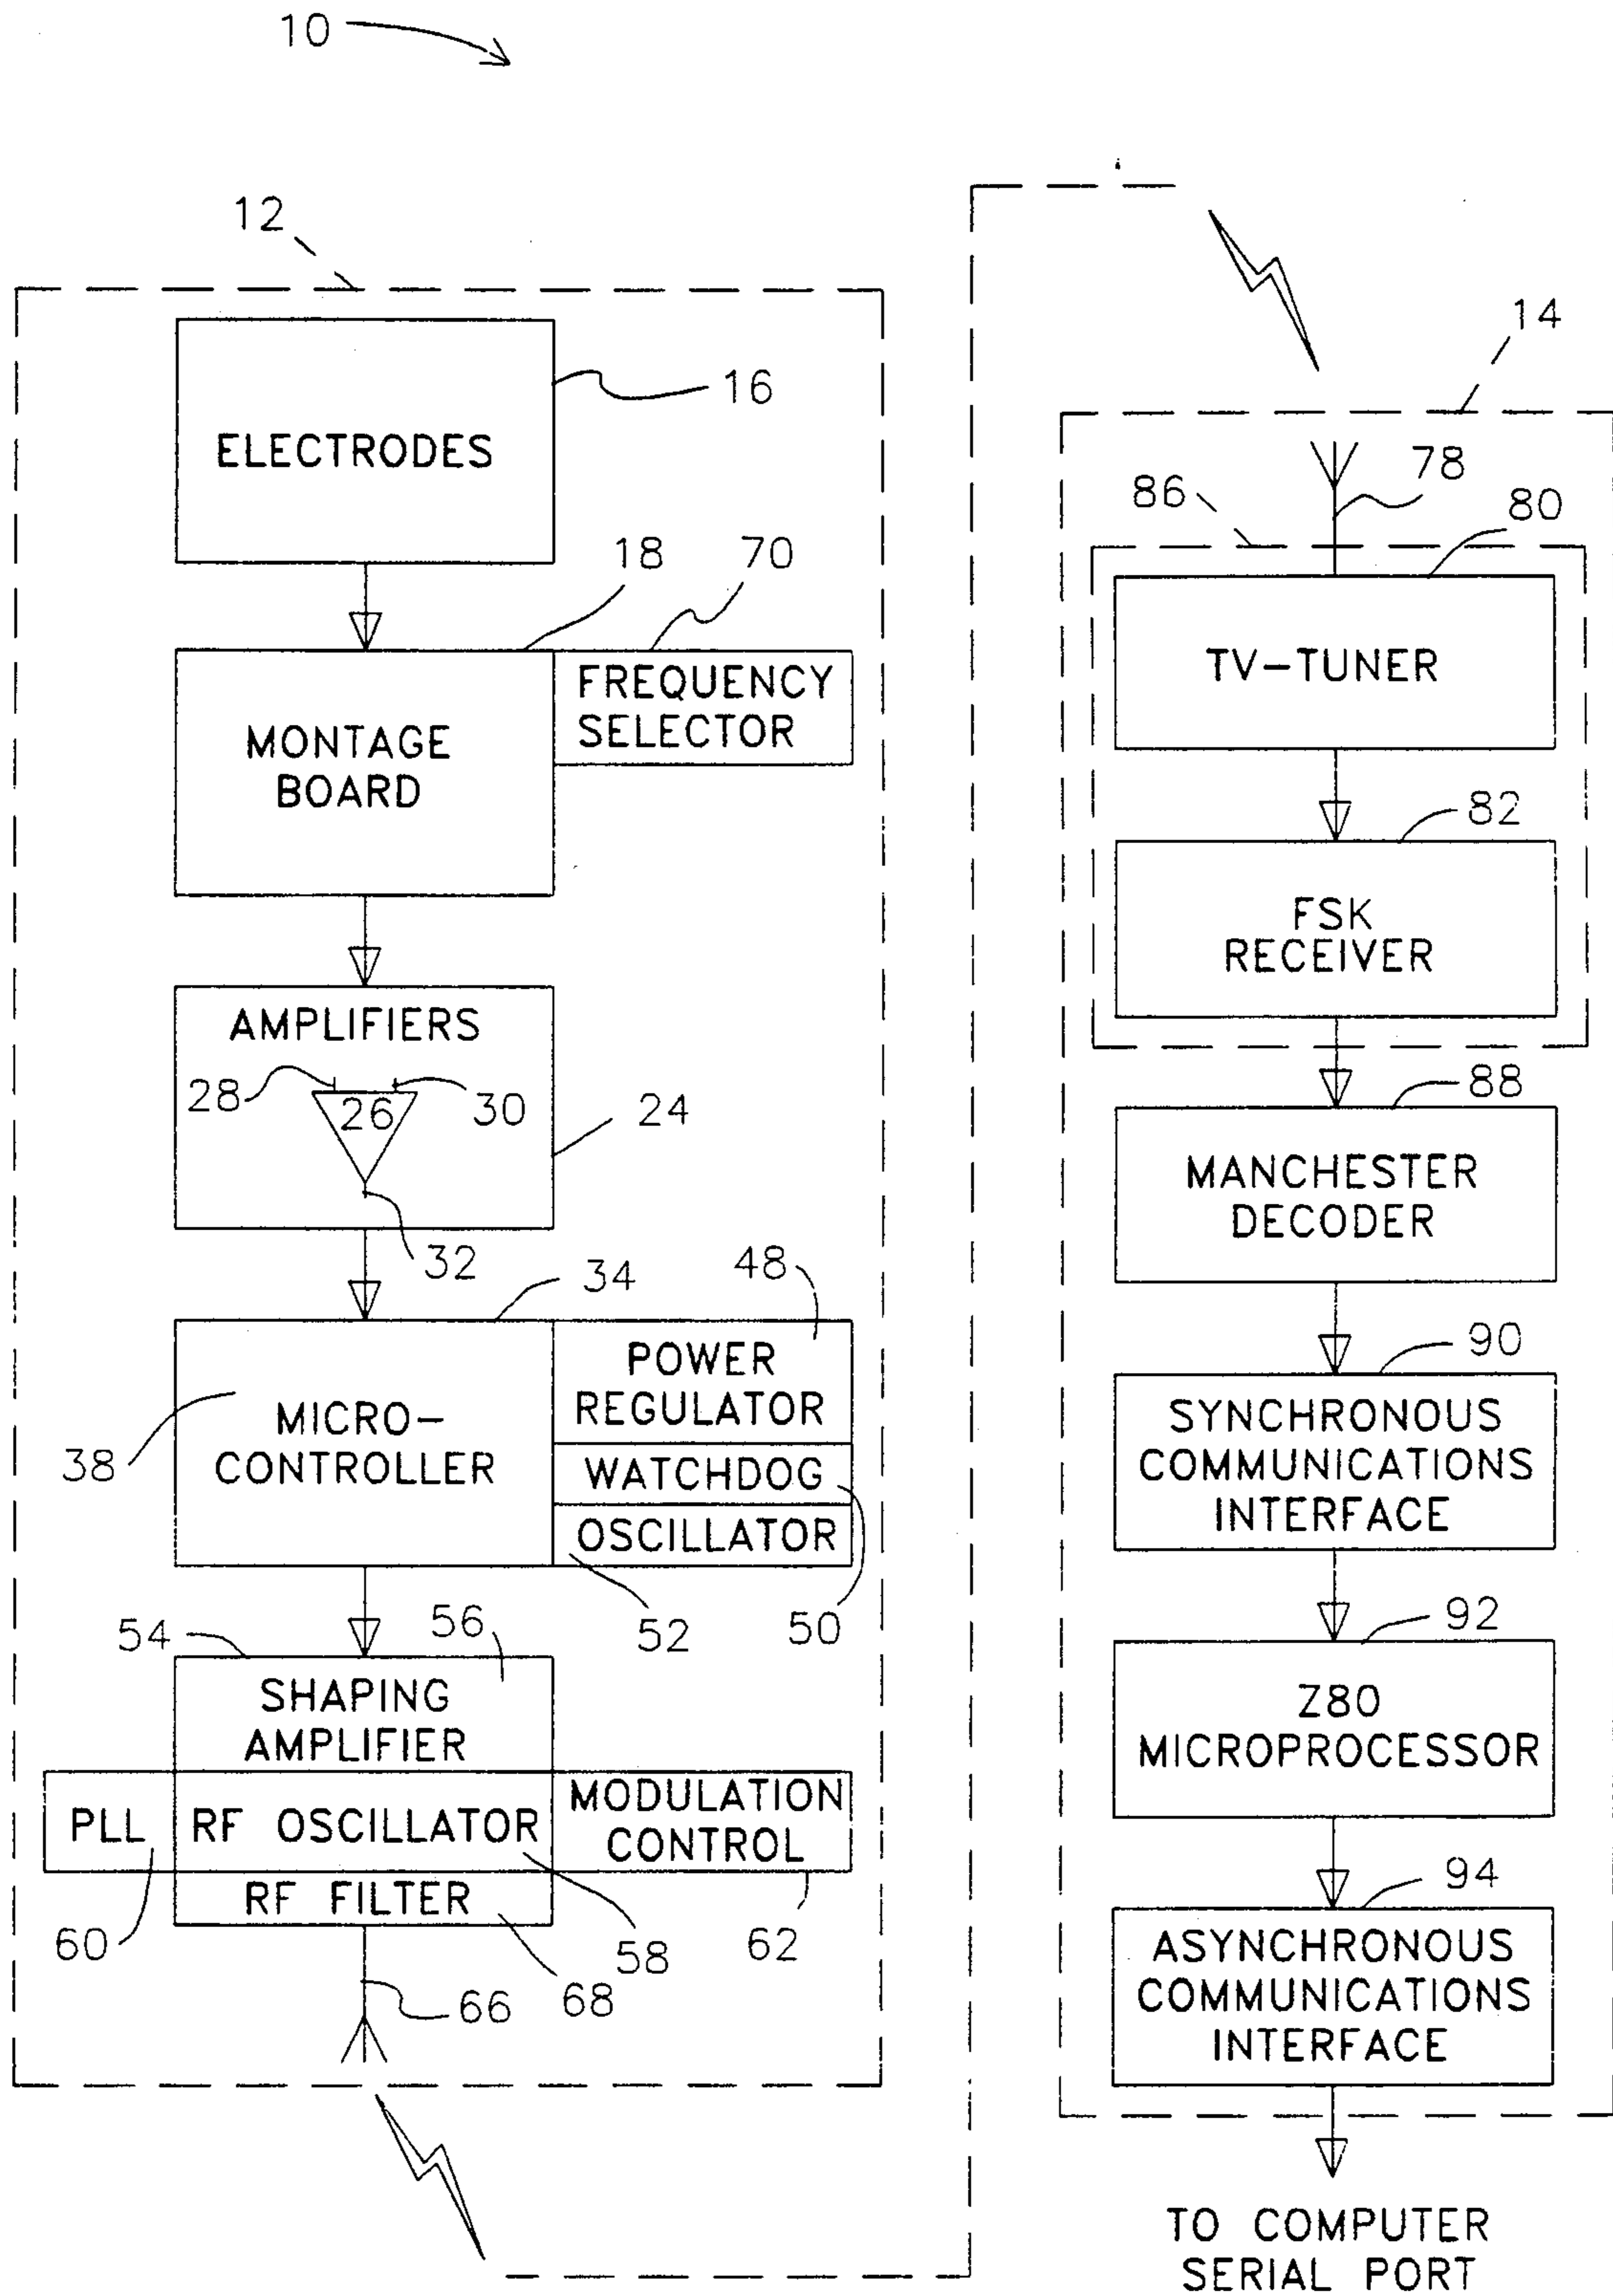 10
12
ELECTRODES
16
18
70
MONTAGE
BOARD
FREQUENCY
SELECTOR
AMPLIFIERS
28
26
30
24
32
34
48
38
MICRO-
CONTROLLER
POWER
REGULATOR
WATCHDOG
OSCILLATOR
52
50
54
56
SHAPING
AMPLIFIER
PLL
RF OSCILLATOR
MODULATION
CONTROL
RF FILTER
60
58
62
66
68
14
78
86
80
TV-TUNER
82
FSK
RECEIVER
88
MANCHESTER
DECODER
90
SYNCHRONOUS
COMMUNICATIONS
INTERFACE
92
Z80
MICROPROCESSOR
94
ASYNCHRONOUS
COMMUNICATIONS
INTERFACE
TO COMPUTER
SERIAL PORT